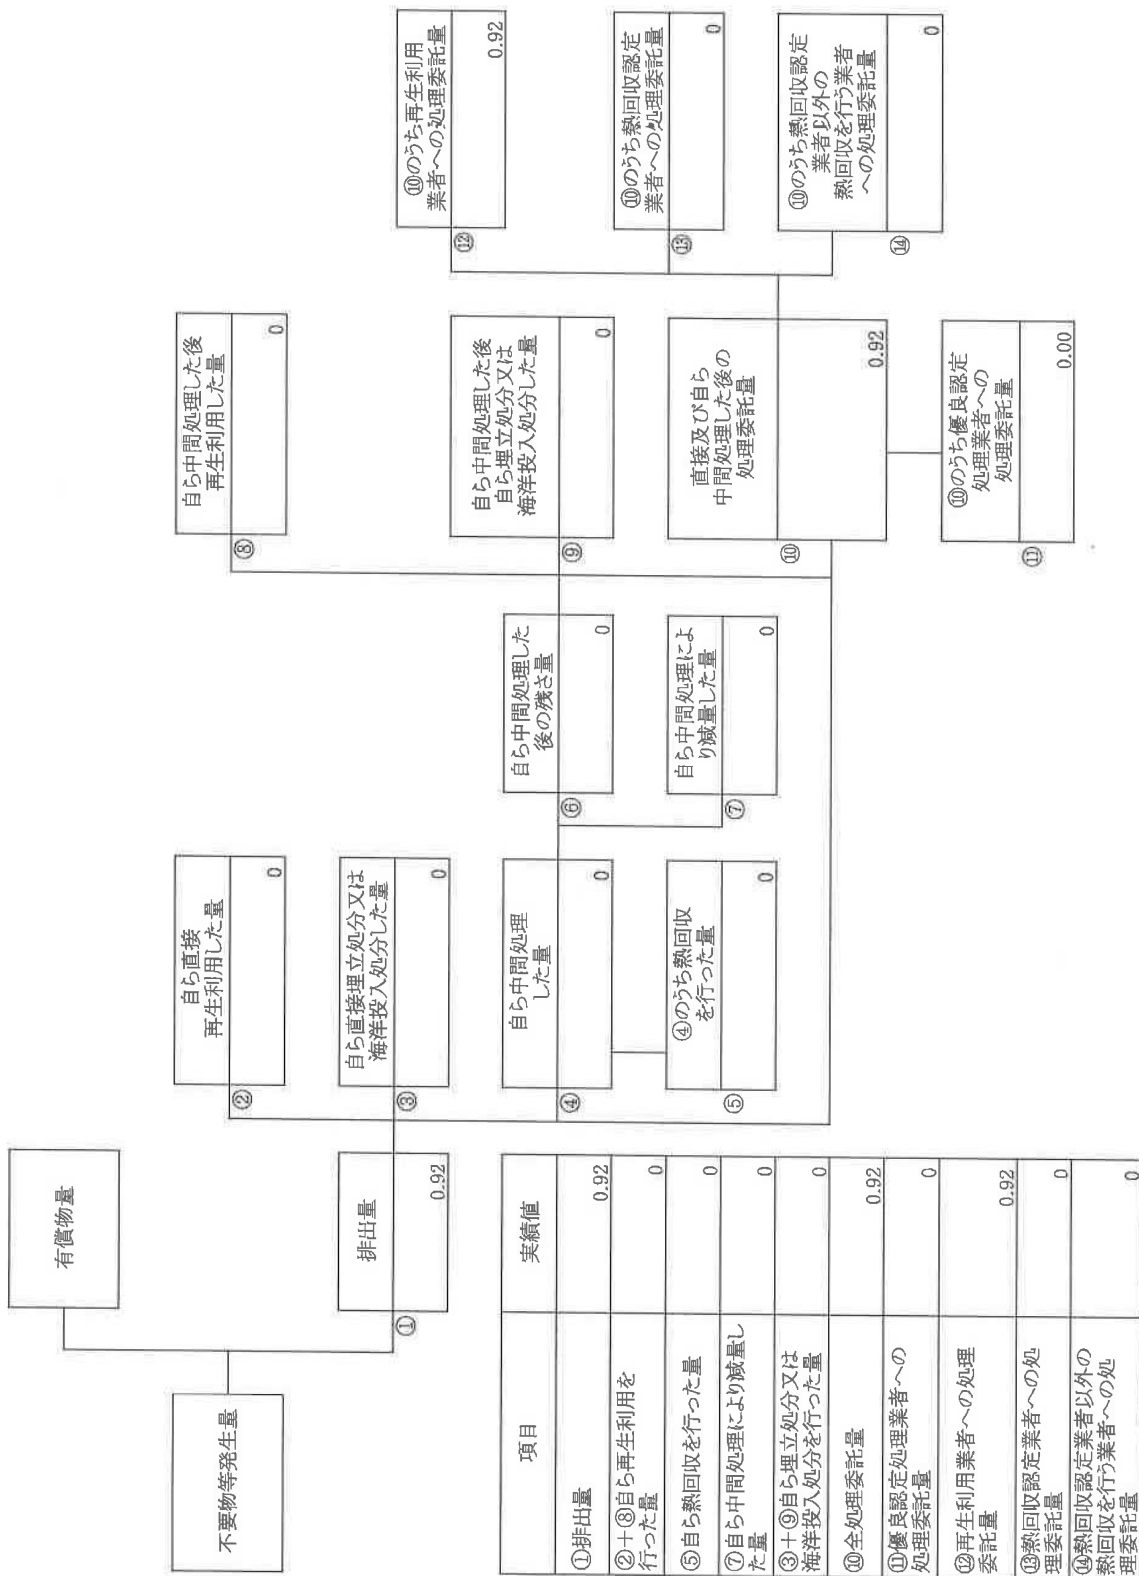 不要物等発生量
有償物量
排出量
①
0.92
自ら直接
再生利用した量
②
0
自ら直接埋立処分又は
海洋投入処分した量
③
0
自ら中間処理
した量
④
0
④のうち熱回収
を行った量
⑤
0
自ら中間処理した
後の残さ量
⑥
0
自ら中間処理によ
り減量した量
⑦
0
自ら中間処理した後
再生利用した量
⑧
0
自ら中間処理した後
自ら埋立処分又は
海洋投入処分した量
⑨
0
直接及び自ら
中間処理した後の
処理委託量
⑩
0.92
⑩のうち優良認定
処理業者への
処理委託量
⑪
0.00
⑩のうち再生利用
業者への処理委託量
⑫
0.92
⑩のうち熱回収認定
業者への処理委託量
⑬
0
⑩のうち熱回収認定
業者以外の
熱回収を行う業者
への処理委託量
⑭
0
項目 実績値
①排出量 0.92
②+⑧自ら再生利用を
行った量 0
⑤自ら熱回収を行った量 0
⑦自ら中間処理により減量し
た量 0
③+⑨自ら埋立処分又は
海洋投入処分を行った量 0
⑩全処理委託量 0.92
⑪優良認定処理業者への
処理委託量 0
⑫再生利用業者への処理
委託量 0.92
⑬熱回収認定業者への処
理委託量 0
⑭熱回収認定業者以外の
熱回収を行う業者への処
理委託量 0